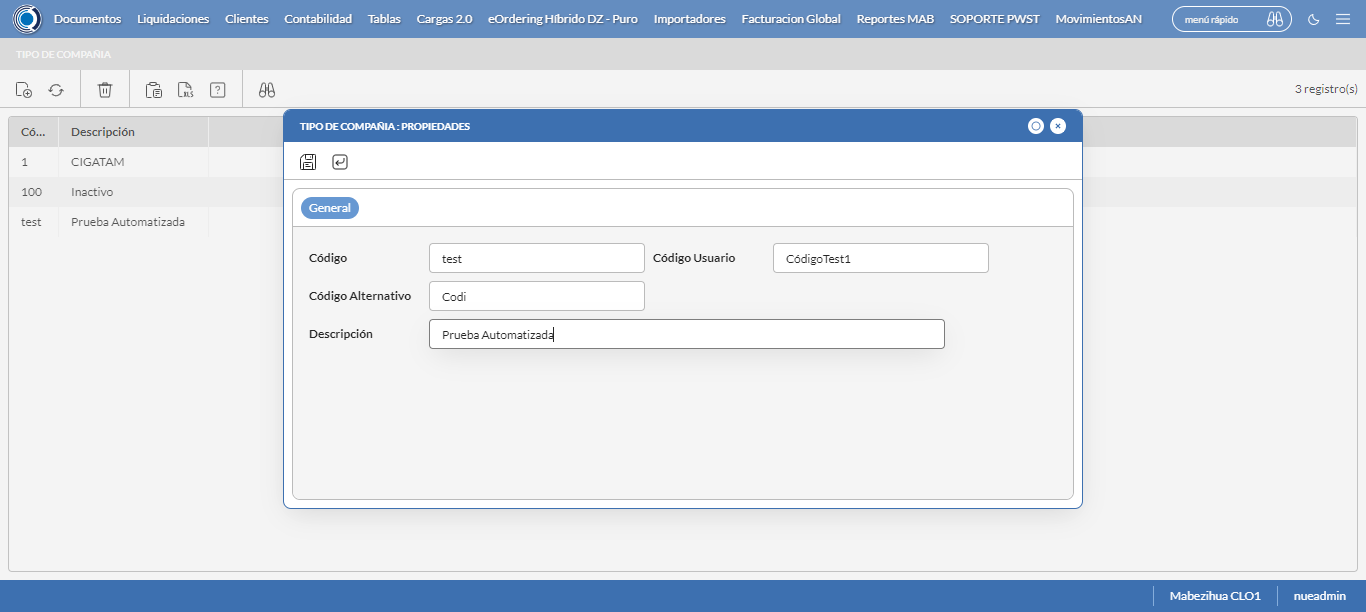 Documentos Liquidaciones Clientes Contabilidad Tablas Cargas 2.0 eOrdering Híbrido DZ - Puro Importadores Facturacion Global Reportes MAB SOPORTE PWST MovimientosAN menú rápido
TIPO DE COMPAÑIA
XLS ? 3 registro(s)
Có... Descripción
1 CIGATAM
100 Inactivo
test Prueba Automatizada
TIPO DE COMPAÑIA : PROPIEDADES
General
Código test Código Usuario CódigoTest1
Código Alternativo Codi
Descripción Prueba Automatizada
Mabezihua CLO1 nueadmin